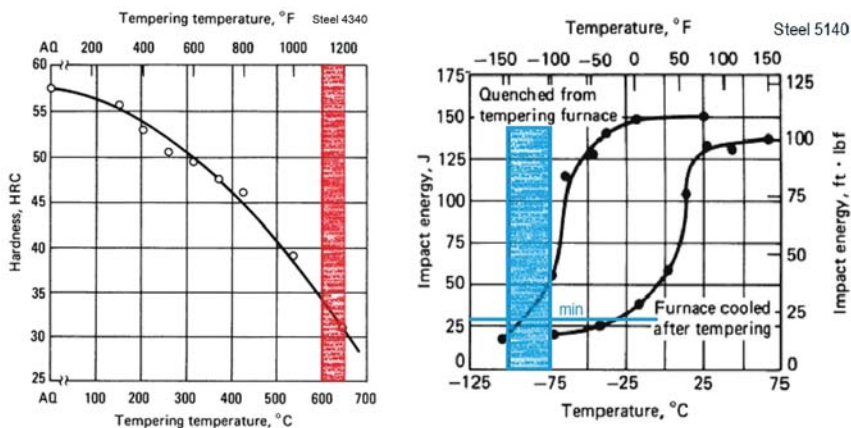 Tempering temperature, °F Steel 4340
AQ 200 400 600 800 1000 1200
60
55
50
45
40
35
30
25
Hardness, HRC
AQ 100 200 300 400 500 600 700
Tempering temperature, °C
Temperature, °F Steel 5140
−150 −100 −50 0 50 100 150
175
150
125
100
75
50
25
0
Impact energy, J
Quenched from
tempering furnace
min
Furnace cooled
after tempering
125
100
75
50
25
0
Impact energy, ft · lbf
−125 −75 −25 25 75
Temperature, °C